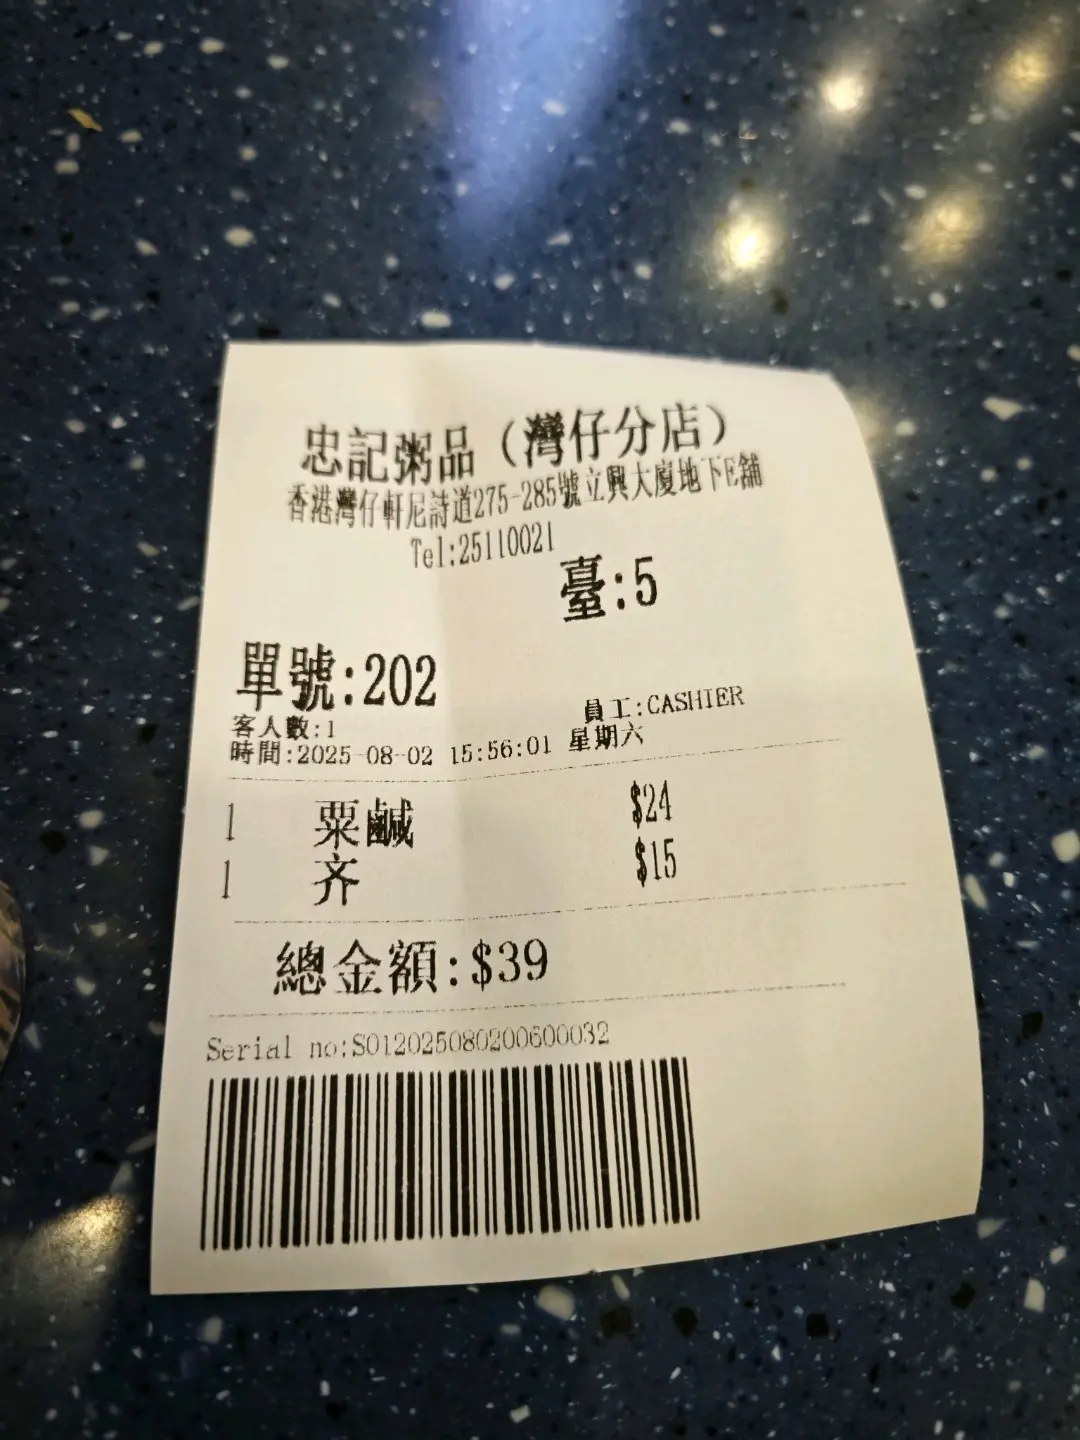 忠記粥品（灣仔分店）
香港灣仔軒尼詩道275-285號立興大廈地下E舖
Tel:25110021
臺:5
單號:202
員工:CASHIER
客人數:1
時間:2025-08-02 15:56:01 星期六
1 粟鹹 $24
1 齐 $15
總金額:$39
Serial no:S01202508020060032